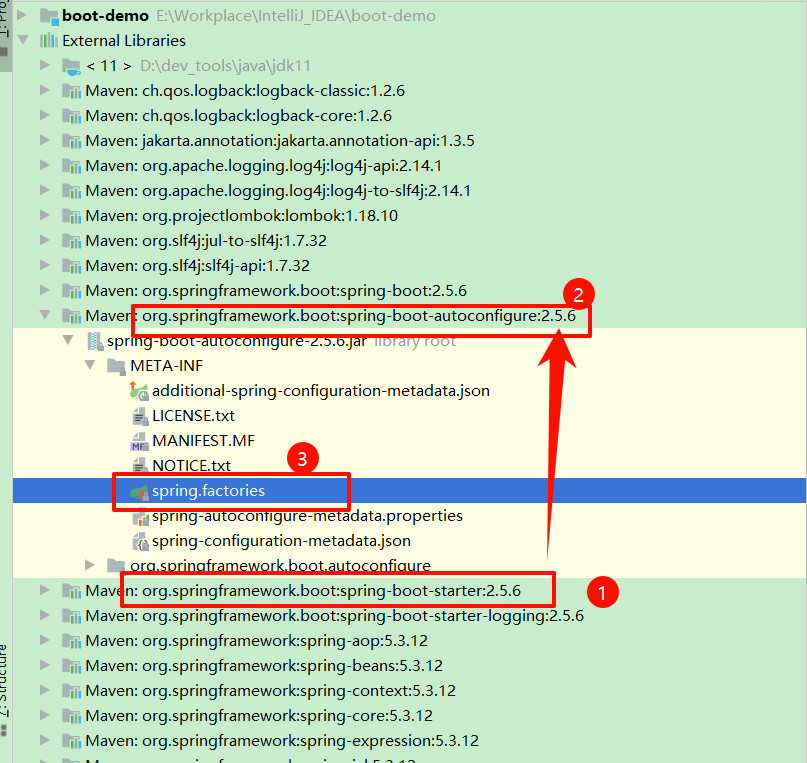 1: Pro
boot-demo E:\Workplace\IntelliJ_IDEA\boot-demo
External Libraries
< 11 > D:\dev_tools\java\jdk11
Maven: ch.qos.logback:logback-classic:1.2.6
Maven: ch.qos.logback:logback-core:1.2.6
Maven: jakarta.annotation:jakarta.annotation-api:1.3.5
Maven: org.apache.logging.log4j:log4j-api:2.14.1
Maven: org.apache.logging.log4j:log4j-to-slf4j:2.14.1
Maven: org.projectlombok:lombok:1.18.10
Maven: org.slf4j:jul-to-slf4j:1.7.32
Maven: org.slf4j:slf4j-api:1.7.32
Maven: org.springframework.boot:spring-boot:2.5.6
2
Maven: org.springframework.boot:spring-boot-autoconfigure:2.5.6
spring-boot-autoconfigure-2.5.6.jar library root
META-INF
additional-spring-configuration-metadata.json
LICENSE.txt
MF MANIFEST.MF
NOTICE.txt
3
spring.factories
spring-autoconfigure-metadata.properties
spring-configuration-metadata.json
org.springframework.boot.autoconfigure
Maven: org.springframework.boot:spring-boot-starter:2.5.6
1
Maven: org.springframework.boot:spring-boot-starter-logging:2.5.6
Maven: org.springframework:spring-aop:5.3.12
Maven: org.springframework:spring-beans:5.3.12
Maven: org.springframework:spring-context:5.3.12
Maven: org.springframework:spring-core:5.3.12
Maven: org.springframework:spring-expression:5.3.12
7: Structure